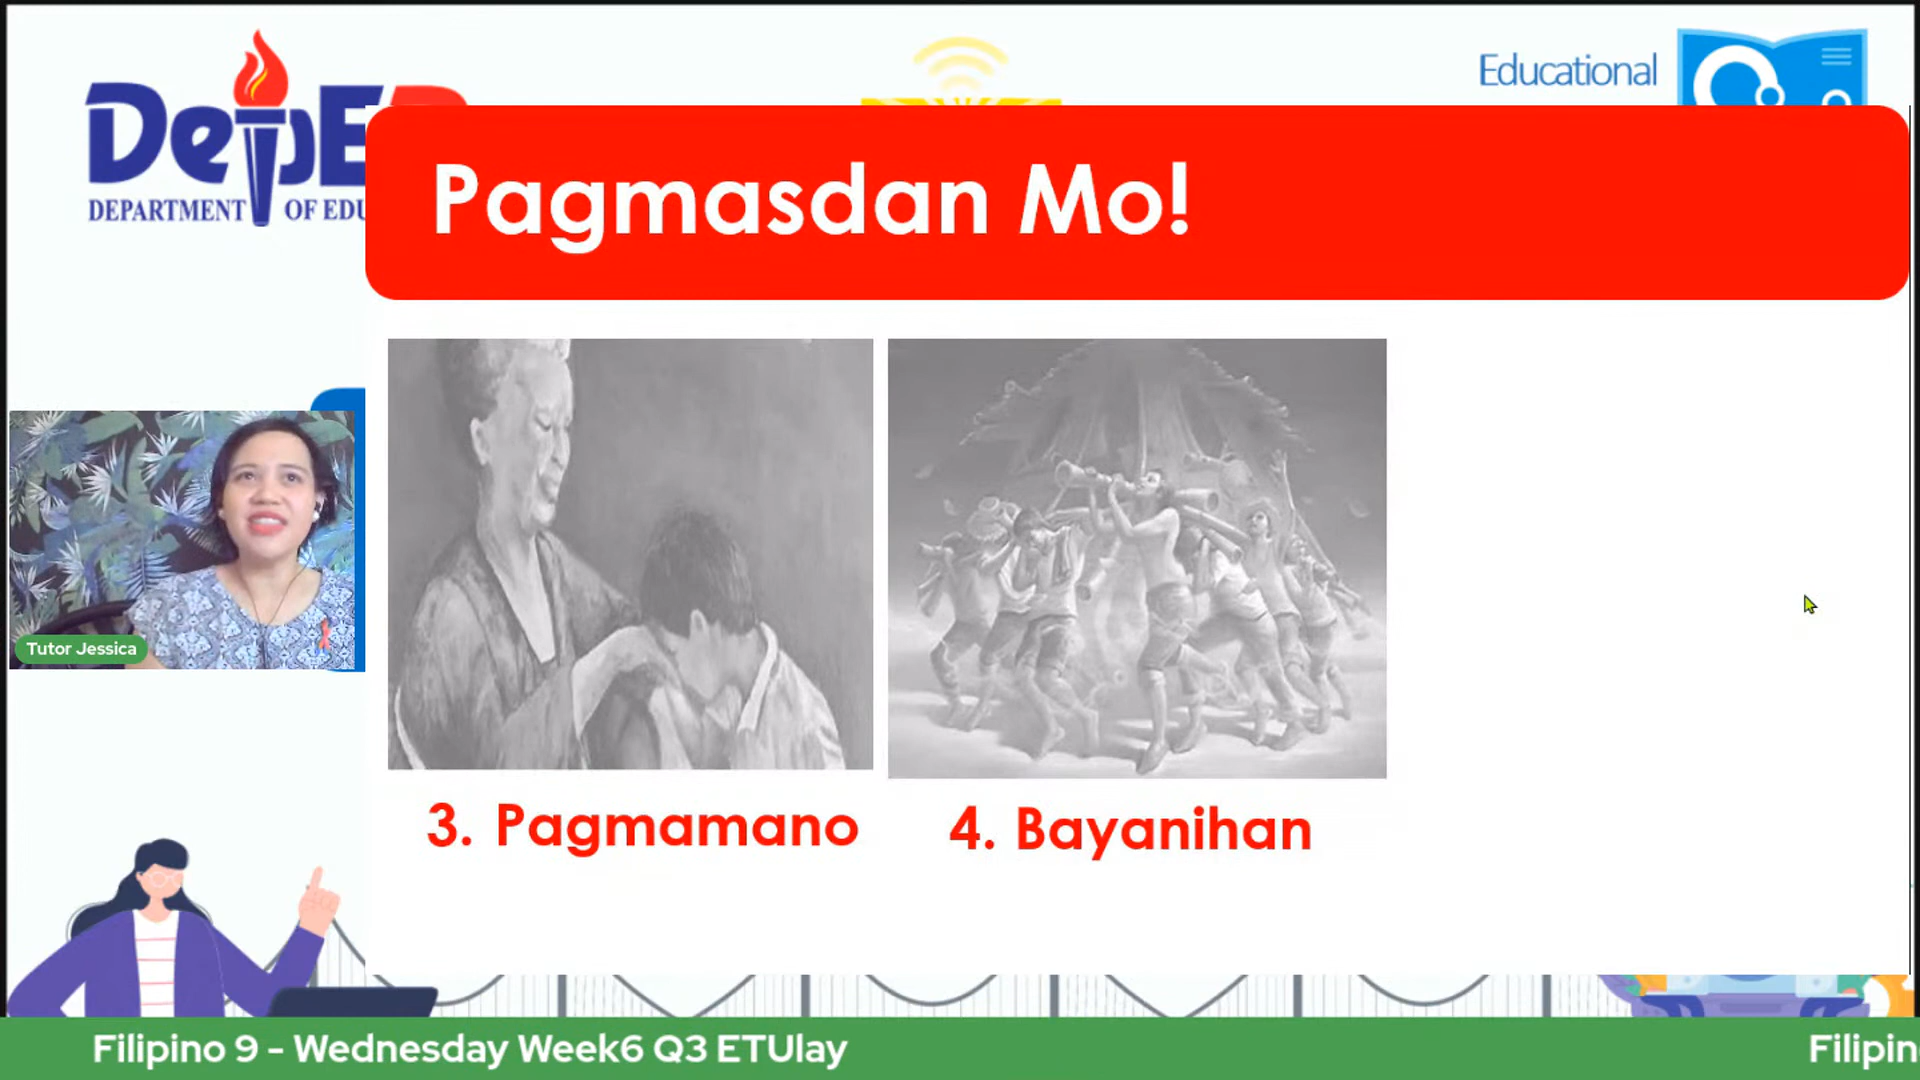 DepE
DEPARTMENT OF EDU
Educational
Pagmasdan Mo!
Tutor Jessica
3. Pagmamano
4. Bayanihan
Filipino 9 - Wednesday Week6 Q3 ETUlay
Filipin